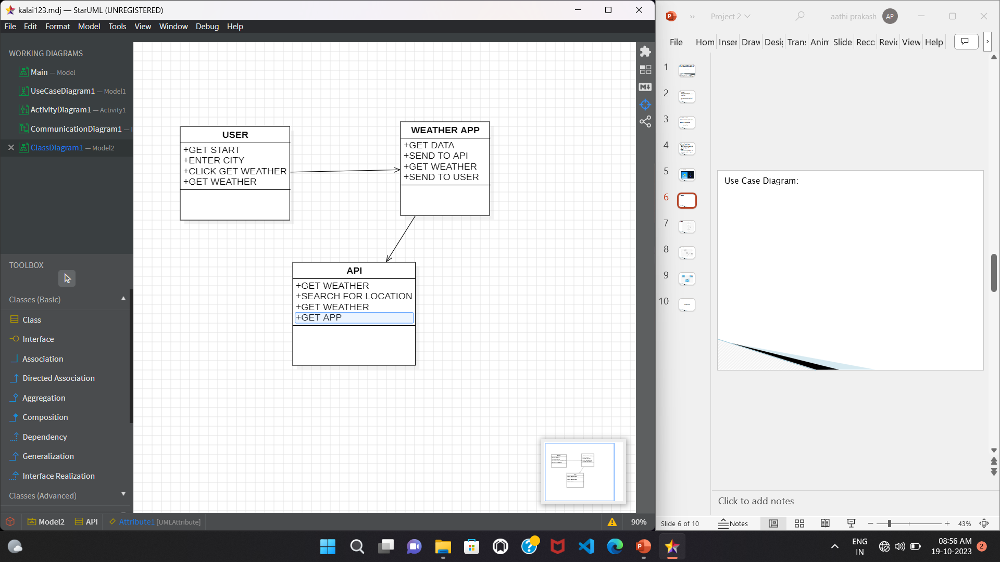 kalai123.mdj — StarUML (UNREGISTERED)
File Edit Format Model Tools View Window Debug Help
WORKING DIAGRAMS
Main — Model
UseCaseDiagram1 — Model1
ActivityDiagram1 — Activity1
CommunicationDiagram1 —
ClassDiagram1 — Model2
TOOLBOX
Classes (Basic)
Class
Interface
Association
Directed Association
Aggregation
Composition
Dependency
Generalization
Interface Realization
Classes (Advanced)
USER
+GET START
+ENTER CITY
+CLICK GET WEATHER
+GET WEATHER
WEATHER APP
+GET DATA
+SEND TO API
+GET WEATHER
+SEND TO USER
API
+GET WEATHER
+SEARCH FOR LOCATION
+GET WEATHER
+GET APP
Model2 API Attribute1 [UMLAttribute]
90%
Project 2
aathi prakash AP
File Hom Inser Draw Desig Trans Anim Slide Reco Revie View Help
1
2
3
4
5
6
7
8
9
10
Use Case Diagram:
Click to add notes
Slide 6 of 10 Notes 43%
ENG
IN
08:56 AM
19-10-2023
2